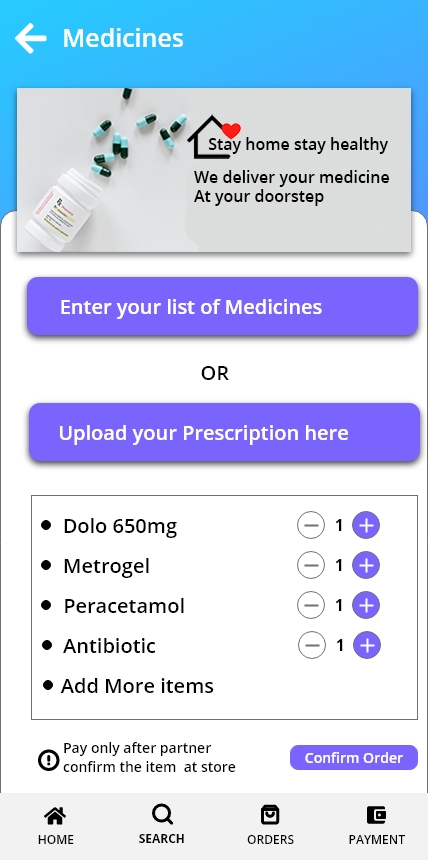 Medicines
Stay home stay healthy
We deliver your medicine
At your doorstep
Enter your list of Medicines
OR
Upload your Prescription here
Dolo 650mg 1
Metrogel 1
Peracetamol 1
Antibiotic 1
Add More items
Pay only after partner
confirm the item at store
Confirm Order
HOME SEARCH ORDERS PAYMENT